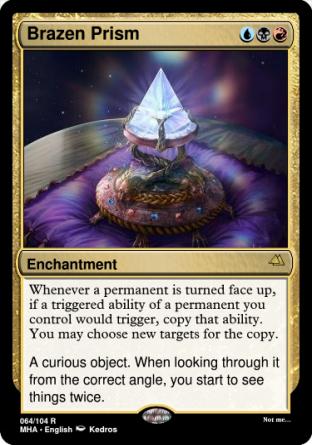 Brazen Prism
Enchantment
Whenever a permanent is turned face up,
if a triggered ability of a permanent you
control would trigger, copy that ability.
You may choose new targets for the copy.
A curious object. When looking through it
from the correct angle, you start to see
things twice.
064/104 R
MHA - English Kedros
Not me...